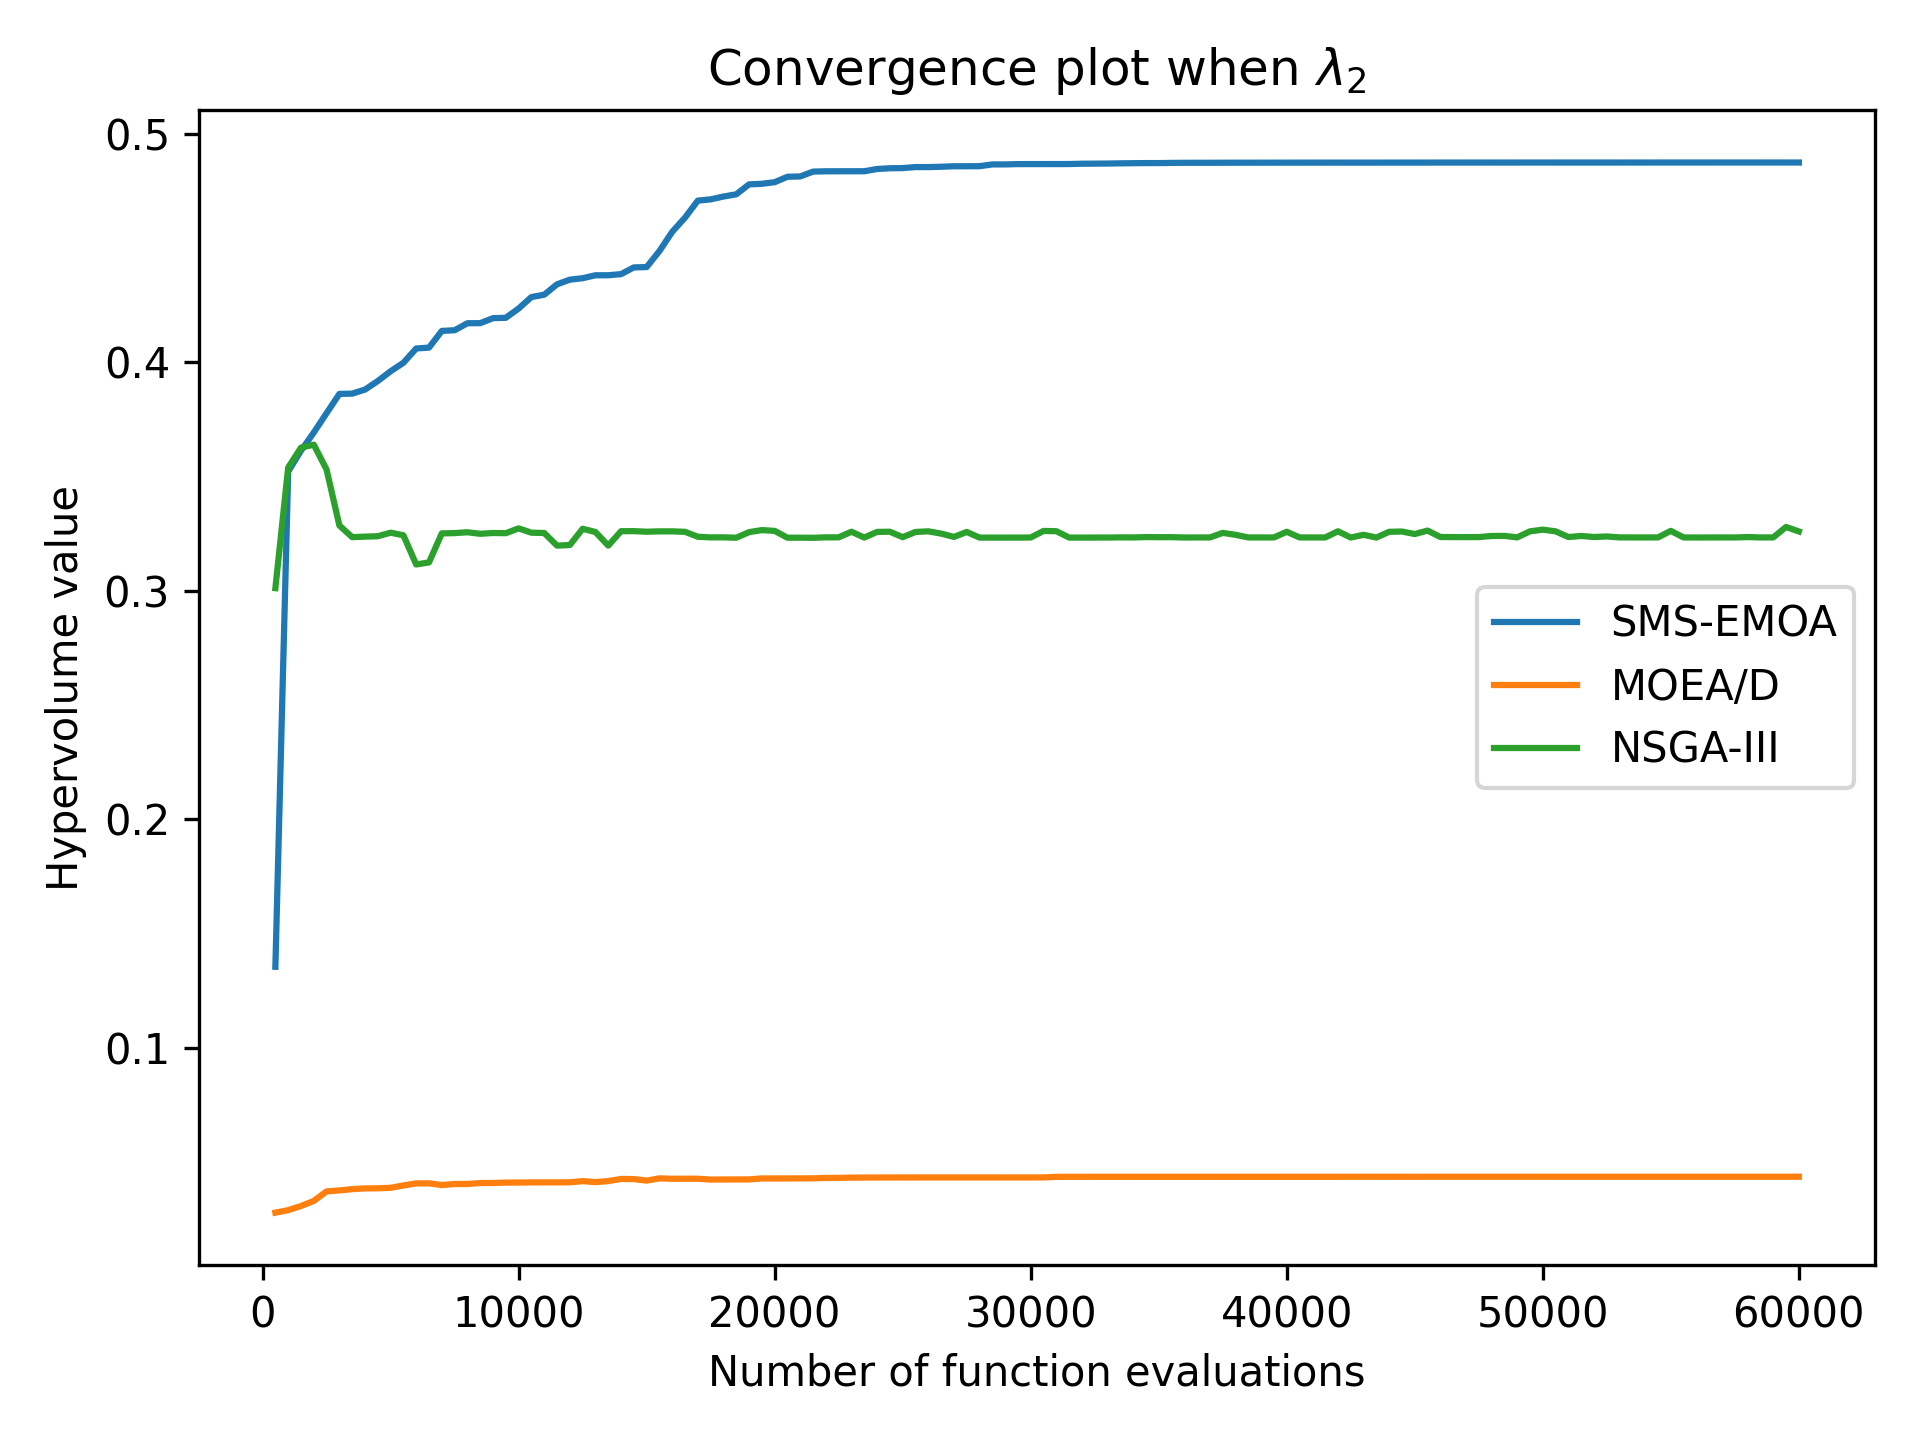 Convergence plot when λ₂
Hypervolume value
0.5
0.4
0.3
0.2
0.1
SMS-EMOA
MOEA/D
NSGA-III
0 10000 20000 30000 40000 50000 60000
Number of function evaluations